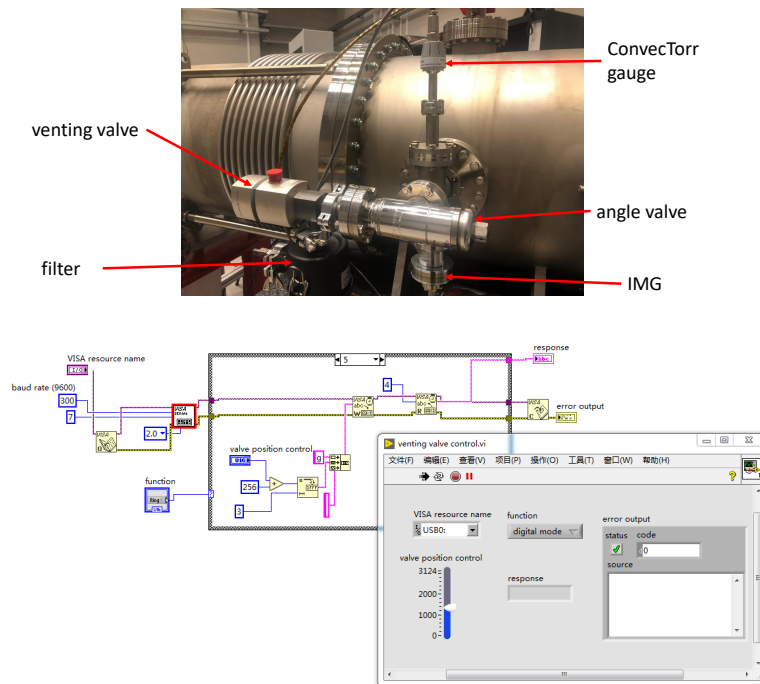 ConvecTorr
gauge
venting valve
angle valve
filter
IMG
response
abc
5
VISA resource name
I/O
baud rate (9600)
300
7
2.0
4
error output
valve position control
U16
g
256
3
function
Ring
venting valve control.vi
文件(F) 编辑(E) 查看(V) 项目(P) 操作(O) 工具(T) 窗口(W) 帮助(H)
VISA resource name
USB0:
function
digital mode
error output
status code
0
source
valve position control
3124
2000
1000
0
response